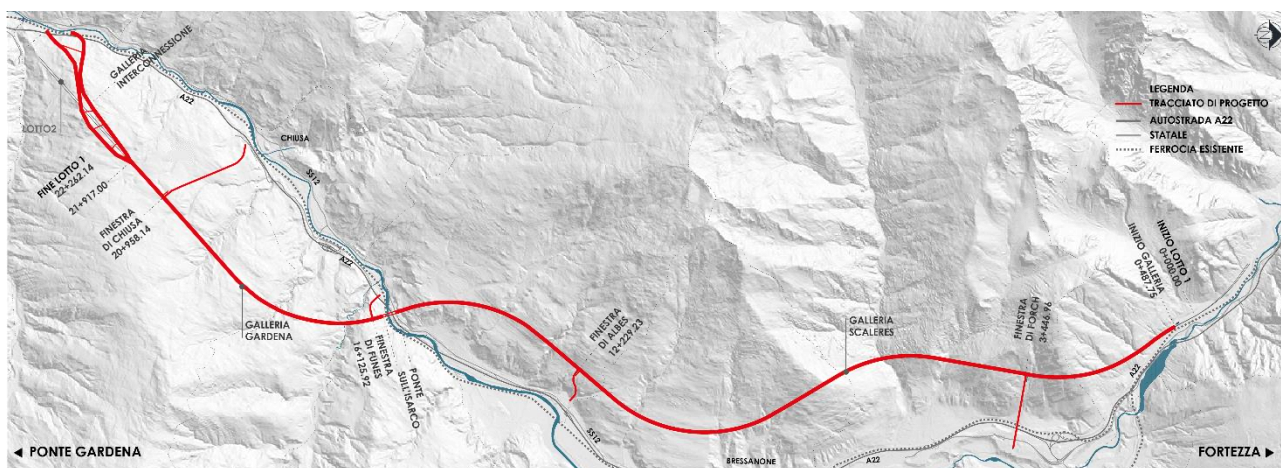 GALLERIA
INTERCONNESSIONE
A22
LOTTO2
CHIUSA
FINE LOTTO 1
22+262.14
21+917.00
FINESTRA
DI CHIUSA
20+958.14
SS12
A22
GALLERIA
GARDENA
FINESTRA
DI FUNES
16+125.92
PONTE
SULL'ISARCO
FINESTRA
DI ALBES
12+229.23
SS12
BRESSANONE
GALLERIA
SCALERES
A22
FINESTRA
DI FORCH
3+446.96
INIZIO LOTTO 1
0+000.00
INIZIO GALLERIA
0+487.75
A22
N
LEGENDA
TRACCIATO DI PROGETTO
AUTOSTRADA A22
STATALE
FERROCIA ESISTENTE
◄ PONTE GARDENA
FORTEZZA ►